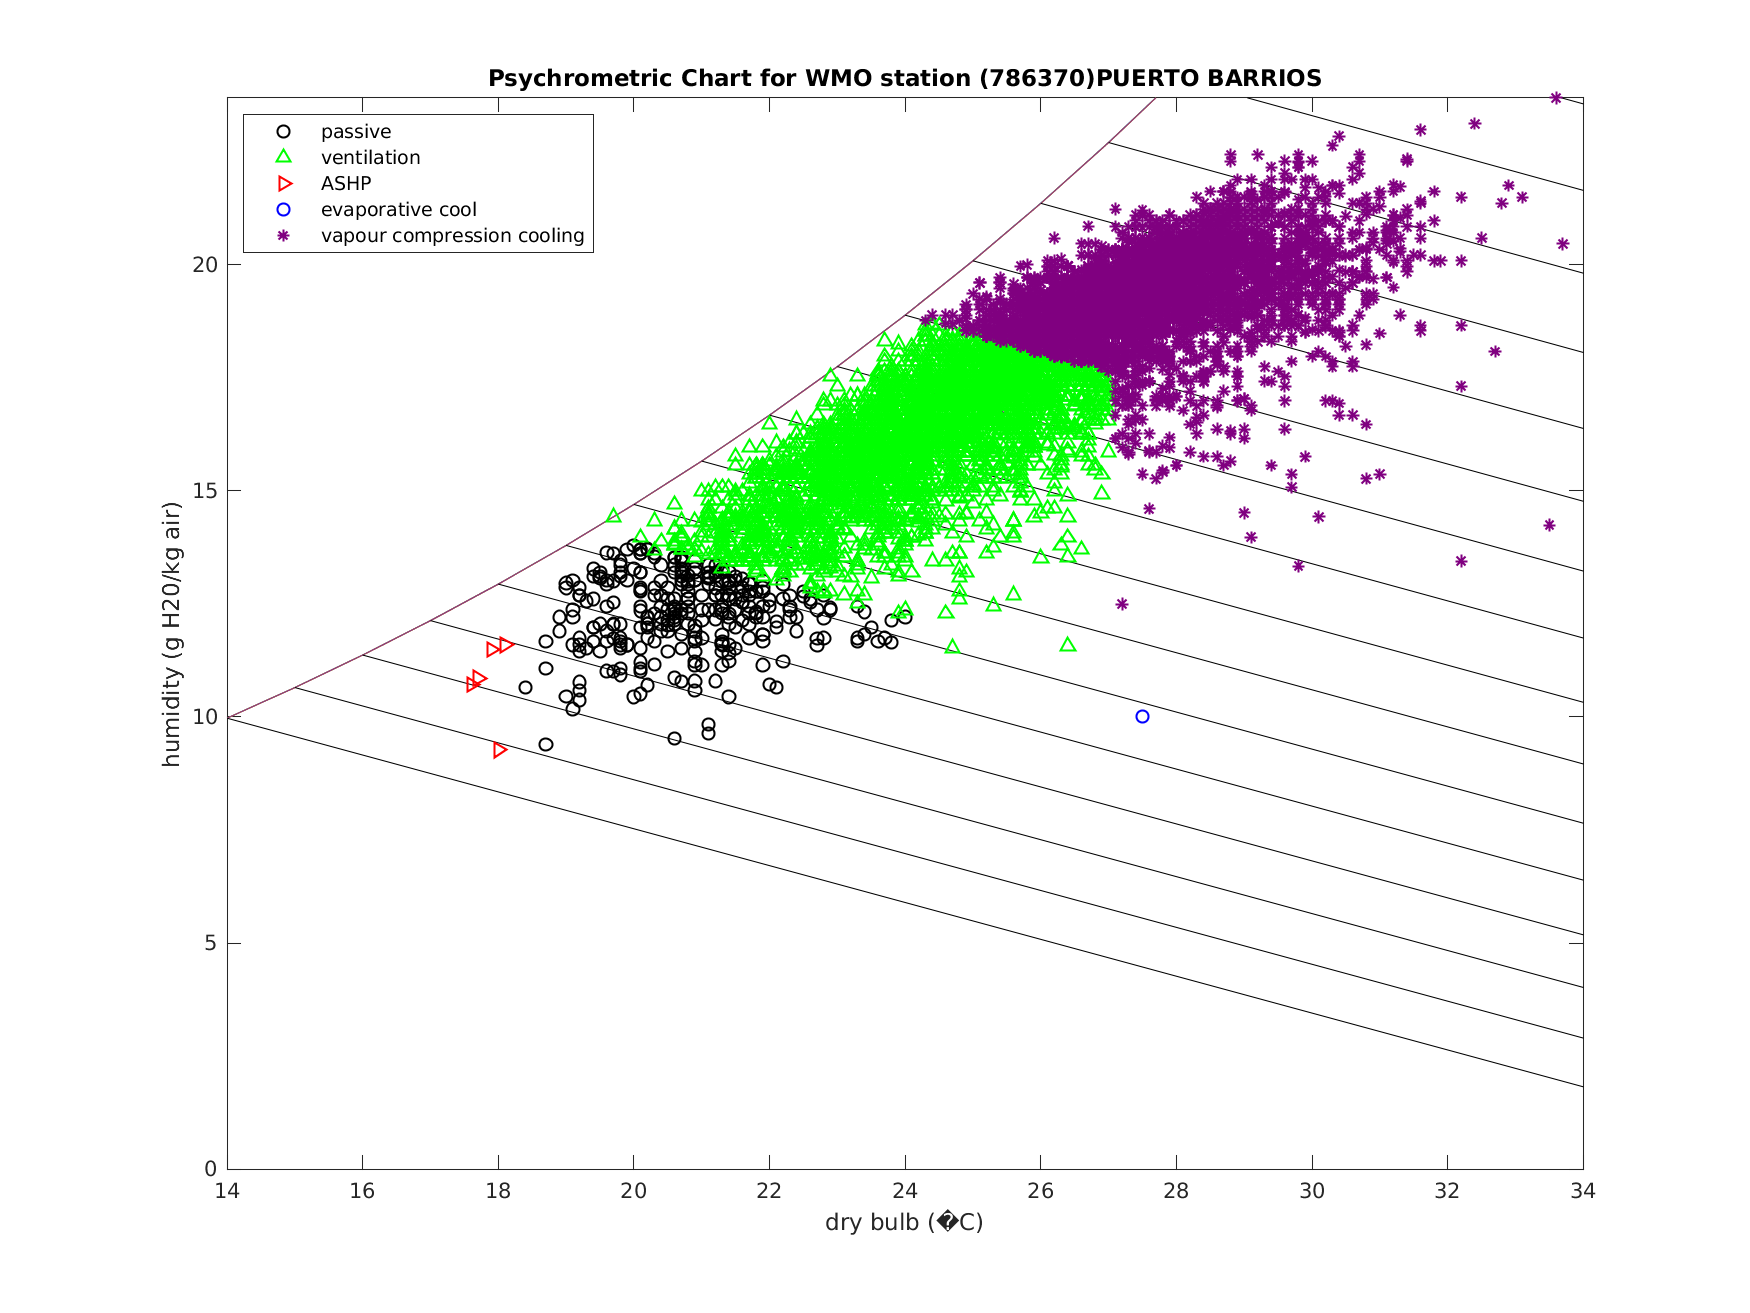 Psychrometric Chart for WMO station (786370)PUERTO BARRIOS
passive
ventilation
ASHP
evaporative cool
vapour compression cooling
humidity (g H20/kg air)
20
15
10
5
0
14 16 18 20 22 24 26 28 30 32 34
dry bulb (�C)